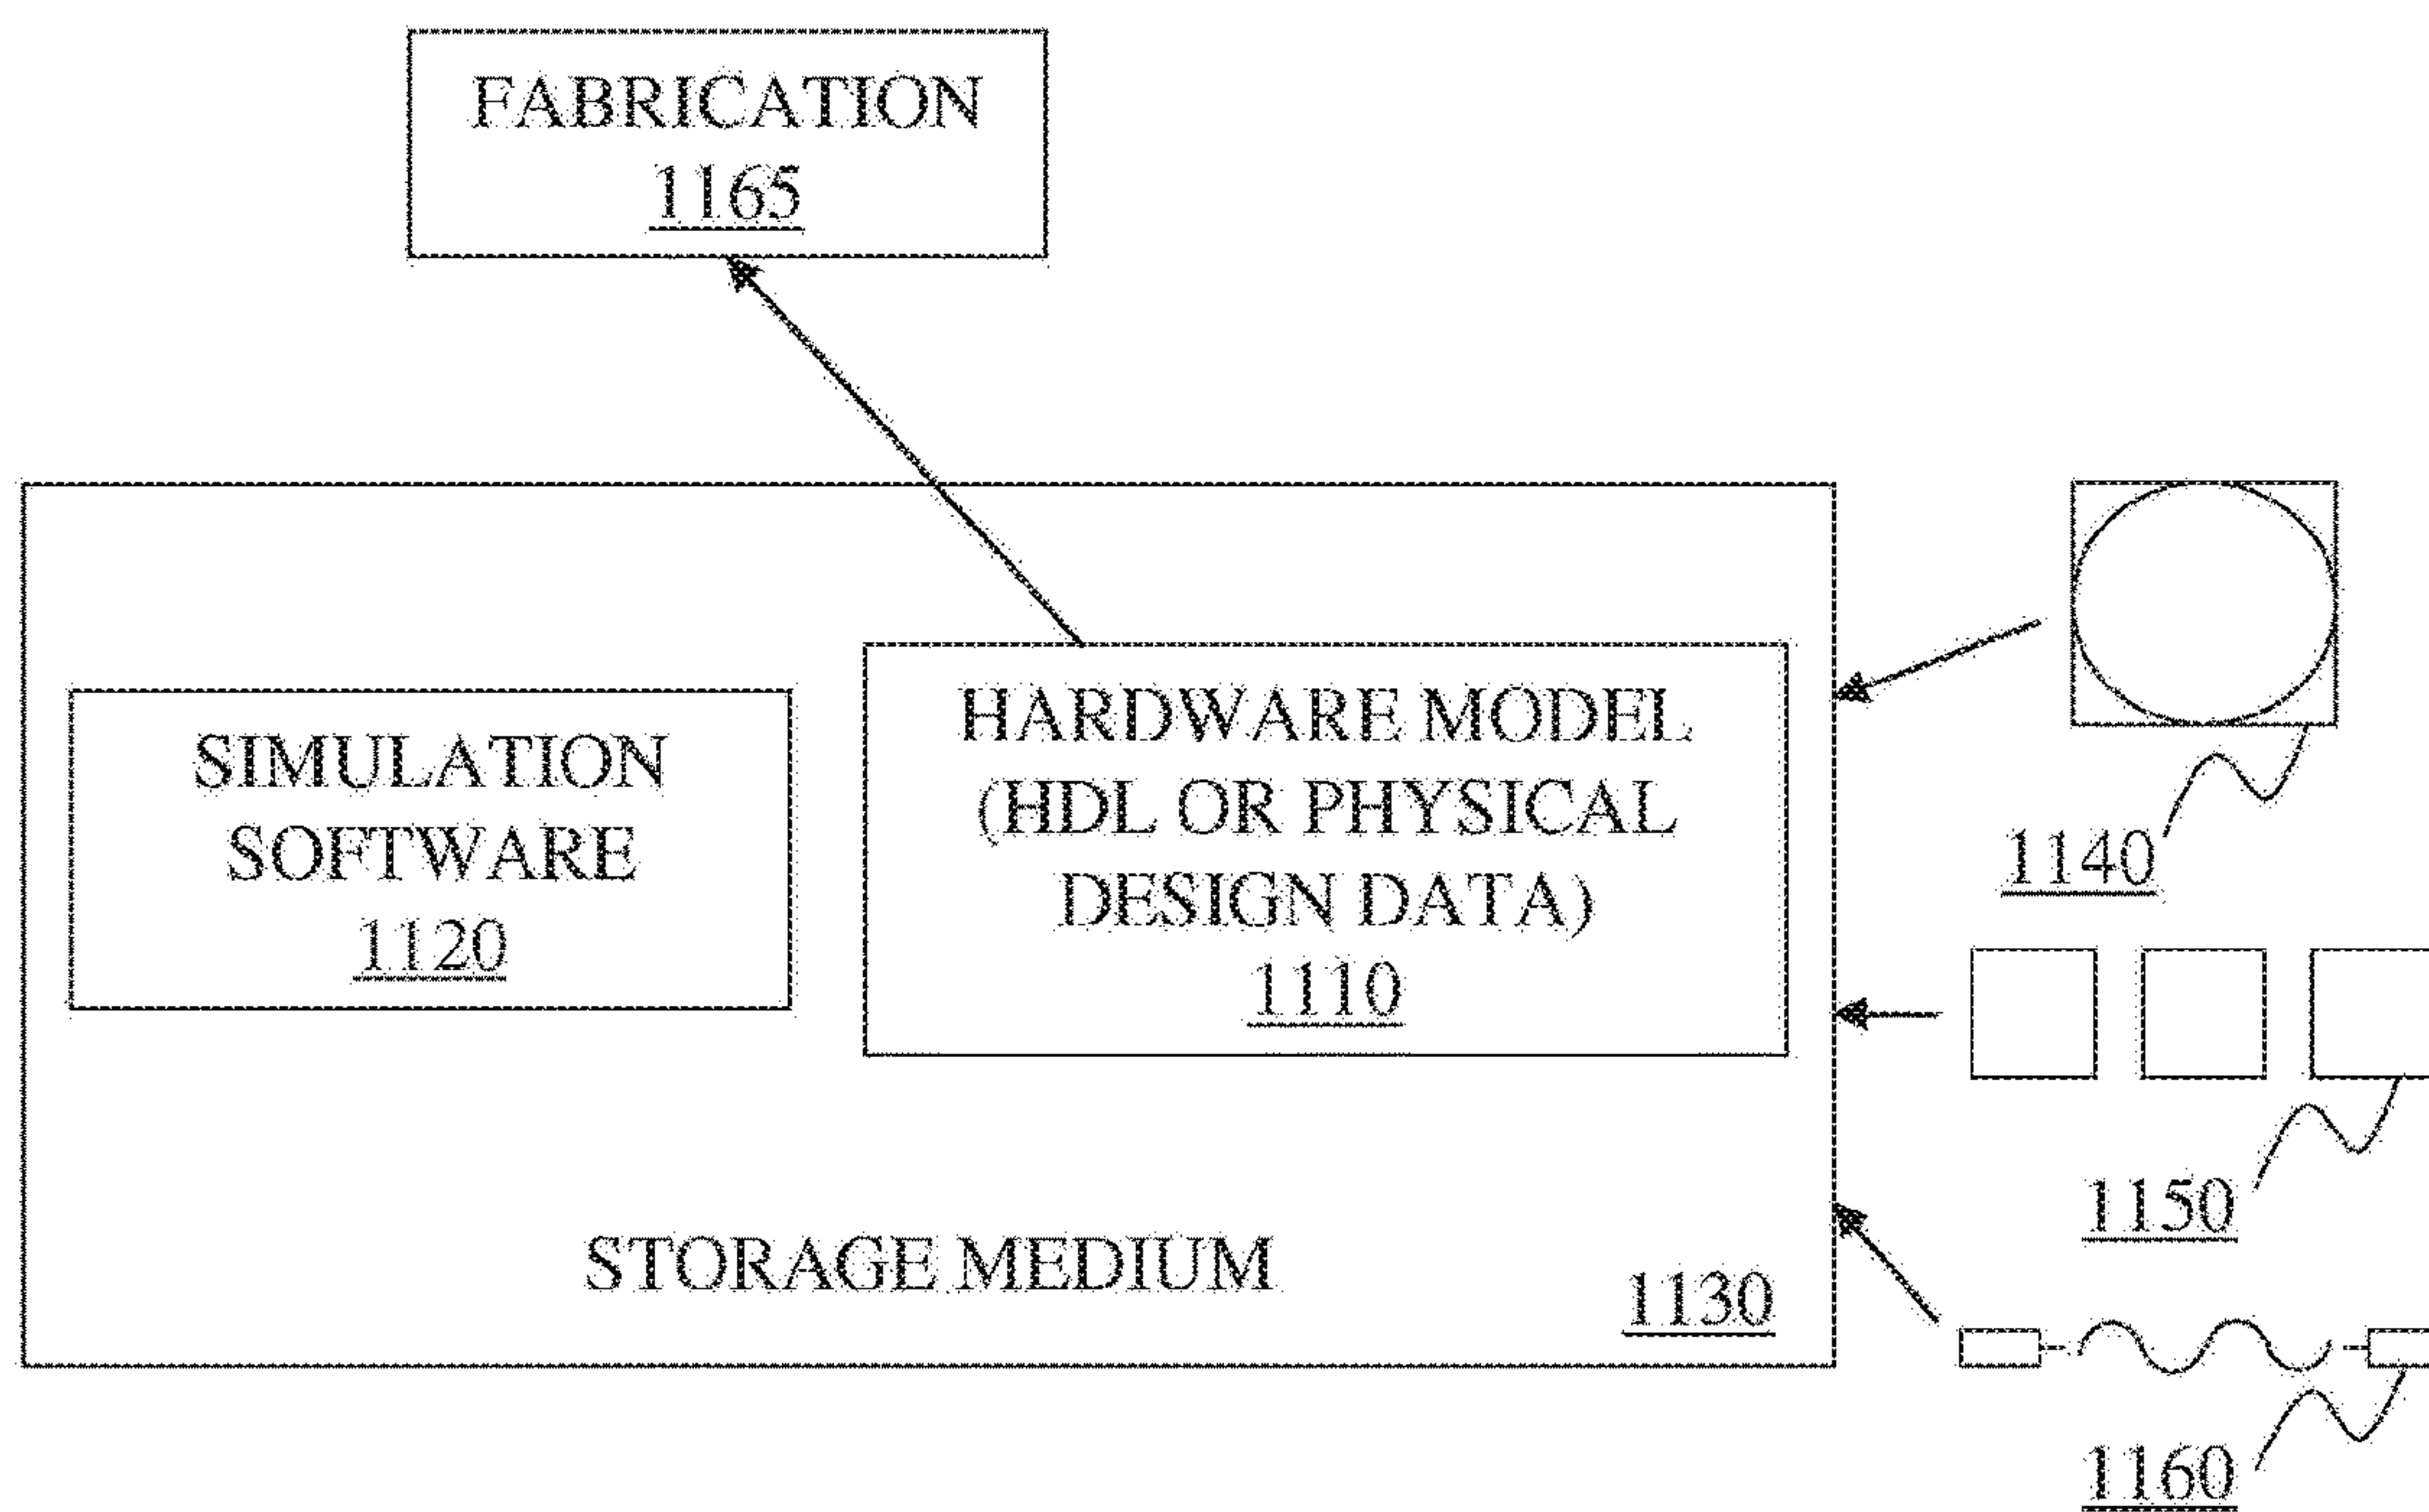 FABRICATION
1165
SIMULATION
SOFTWARE
1120
HARDWARE MODEL
(HDL OR PHYSICAL
DESIGN DATA)
1110
STORAGE MEDIUM
1130
1140
1150
1160